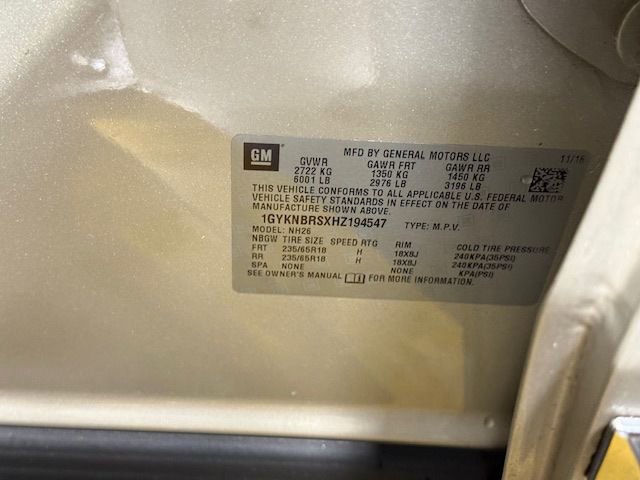 GM
MFD BY GENERAL MOTORS LLC 11/16
GVWR GAWR FRT GAWR RR
2722 KG 1350 KG 1450 KG
6001 LB 2976 LB 3196 LB
THIS VEHICLE CONFORMS TO ALL APPLICABLE U.S. FEDERAL MOTOR
VEHICLE SAFETY STANDARDS IN EFFECT ON THE DATE OF
MANUFACTURE SHOWN ABOVE.
1GYKNBRSXHZ194547 TYPE: M.P.V.
MODEL: NH26
NBGW TIRE SIZE SPEED RTG RIM COLD TIRE PRESSURE
FRT 235/65R18 H 18X8J 240KPA(35PSI)
RR 235/65R18 H 18X8J 240KPA(35PSI)
SPA NONE NONE KPA(PSI)
SEE OWNER'S MANUAL FOR MORE INFORMATION.